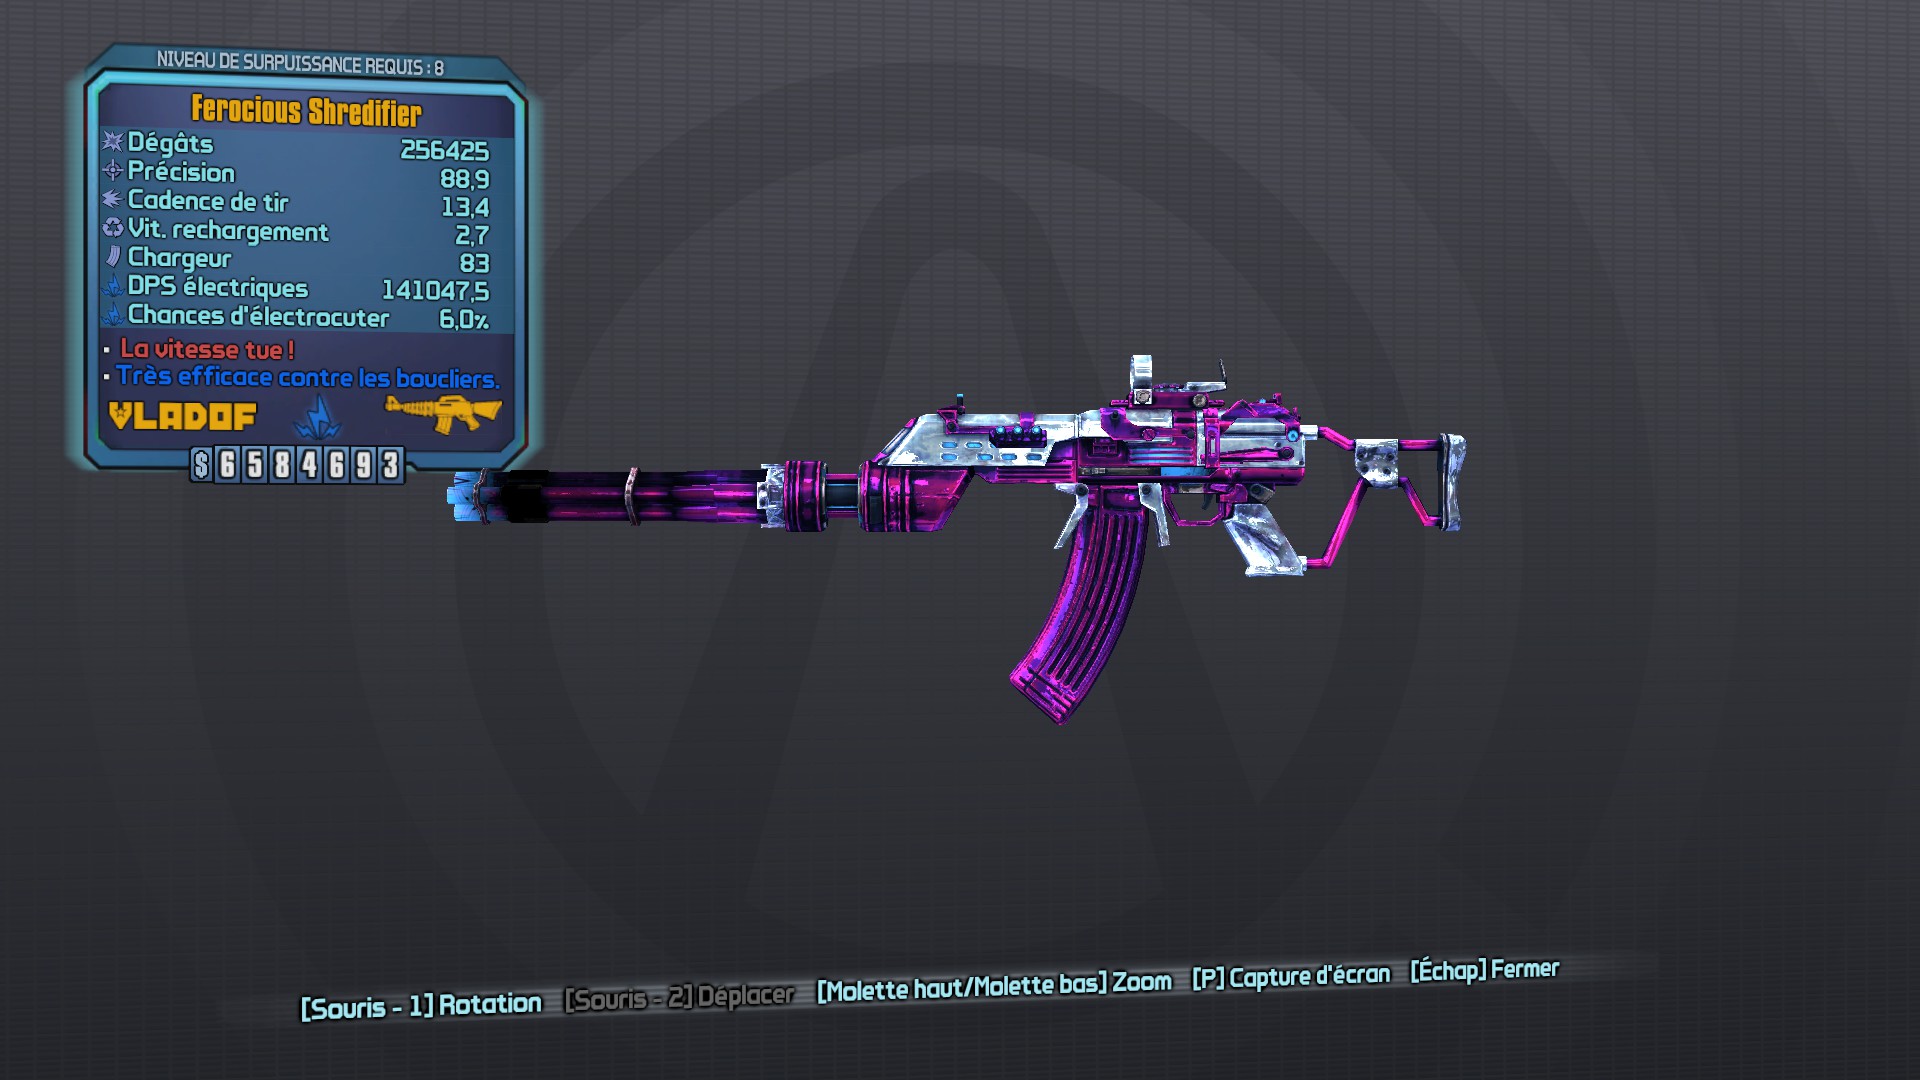 NIVEAU DE SURPUISSANCE REQUIS : 8
Ferocious Shredifier
Dégâts 256425
Précision 88,9
Cadence de tir 13,4
Vit. rechargement 2,7
Chargeur 83
DPS électriques 141047,5
Chances d'électrocuter 6,0%
• La vitesse tue !
• Très efficace contre les boucliers.
VLADOF
$6584693
[Souris - 1] Rotation [Souris - 2] Déplacer [Molette haut/Molette bas] Zoom [P] Capture d'écran [Échap] Fermer